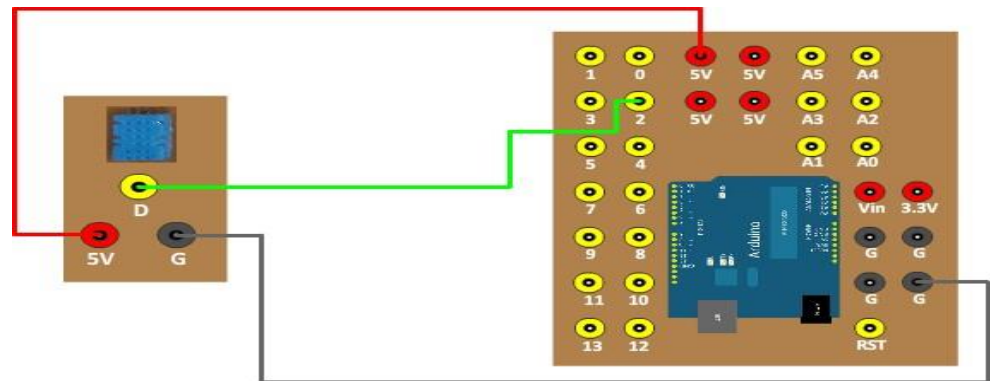 D
5V G
1 0 5V 5V A5 A4
3 2 5V 5V A3 A2
5 4 A1 A0
7 6 Vin 3.3V
9 8 G G
11 10 G G
13 12 RST
Arduino